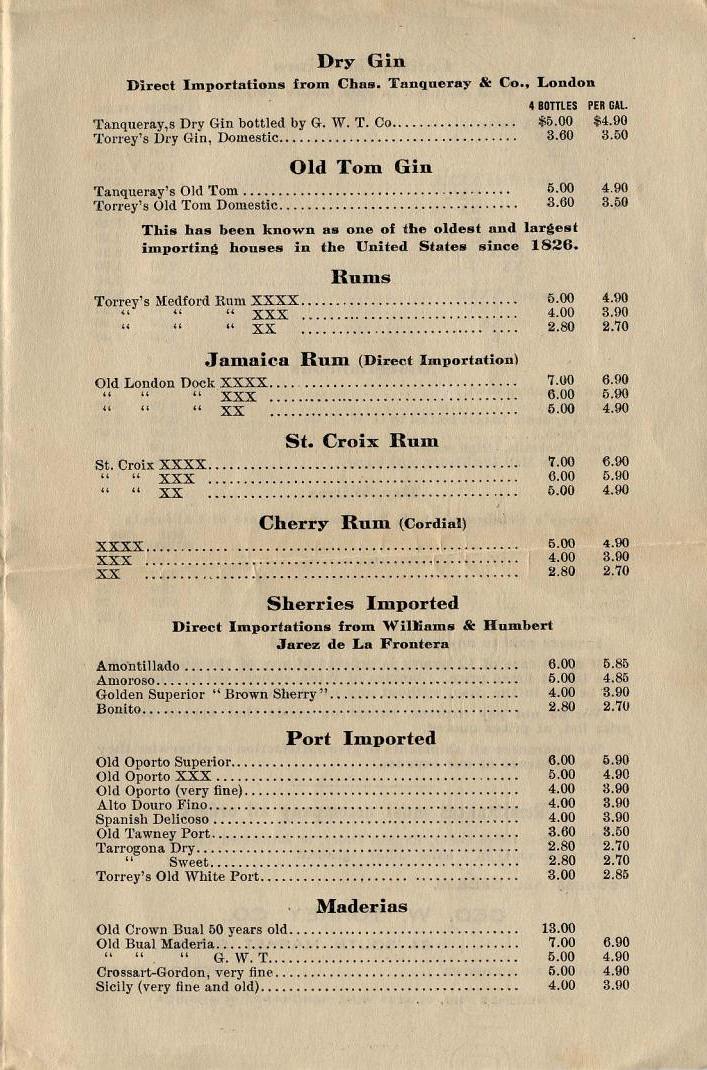 Dry Gin
Direct Importations from Chas. Tanqueray & Co., London
4 BOTTLES PER GAL.
Tanqueray,s Dry Gin bottled by G. W. T. Co.................. $5.00 $4.90
Torrey's Dry Gin, Domestic.................................. 3.60 3.50
Old Tom Gin
Tanqueray's Old Tom ...................................... 5.00 4.90
Torrey's Old Tom Domestic.................................. 3.60 3.50
This has been known as one of the oldest and largest
importing houses in the United States since 1826.
Rums
Torrey's Medford Rum XXXX............................... 5.00 4.90
“ “ “ XXX ............................... 4.00 3.90
“ “ “ XX .......................... .... 2.80 2.70
Jamaica Rum (Direct Importation)
Old London Dock XXXX.... .............................. 7.00 6.90
“ “ “ XXX ................................... 6.00 5.90
“ “ “ XX ................................... 5.00 4.90
St. Croix Rum
St. Croix XXXX............................................ 7.00 6.90
“ “ XXX ............................................ 6.00 5.90
“ “ XX ............................................ 5.00 4.90
Cherry Rum (Cordial)
XXXX............ ........................................ 5.00 4.90
XXX ..................................................... 4.00 3.90
XX ..................................................... 2.80 2.70
Sherries Imported
Direct Importations from Williams & Humbert
Jarez de La Frontera
Amontillado ............................................... 6.00 5.85
Amoroso................................................... 5.00 4.85
Golden Superior “ Brown Sherry ”........................... 4.00 3.90
Bonito..................................................... 2.80 2.70
Port Imported
Old Oporto Superior........................................ 6.00 5.90
Old Oporto XXX ........................................... 5.00 4.90
Old Oporto (very fine)....................................... 4.00 3.90
Alto Douro Fino............................................ 4.00 3.90
Spanish Delicoso ........................................... 4.00 3.90
Old Tawney Port........................................... 3.60 3.50
Tarrogona Dry.............................................. 2.80 2.70
“ Sweet............................................ 2.80 2.70
Torrey's Old White Port..................... ............... 3.00 2.85
Maderias
Old Crown Bual 50 years old................................. 13.00
Old Bual Maderia........................................... 7.00 6.90
“ “ “ G. W. T................................... 5.00 4.90
Crossart-Gordon, very fine................................... 5.00 4.90
Sicily (very fine and old)..................................... 4.00 3.90